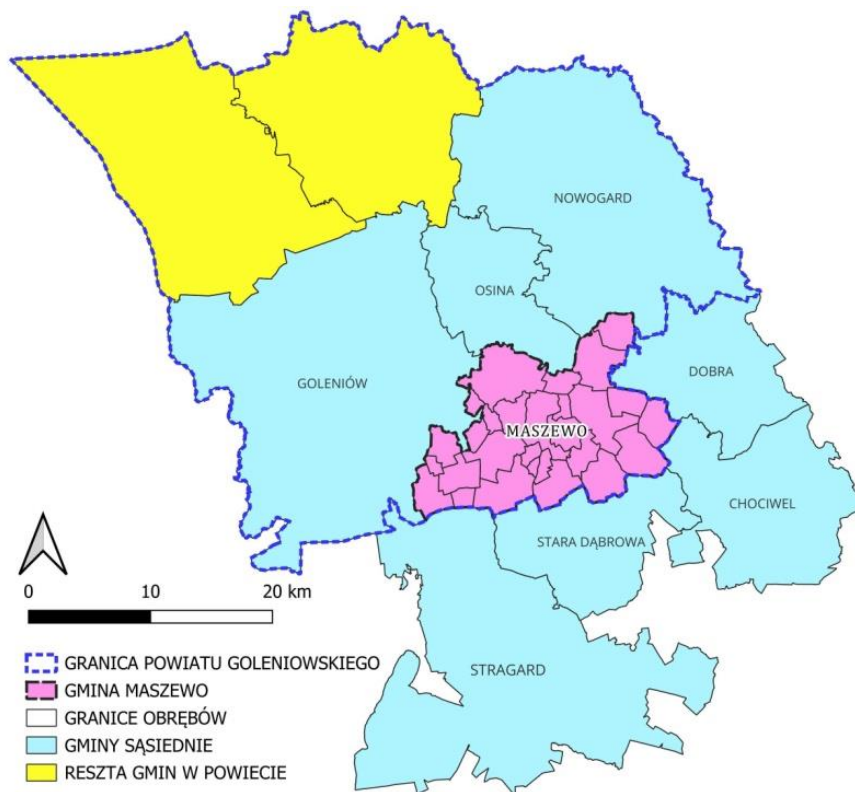 NOWOGARD
OSINA
GOLENIÓW
DOBRA
MASZEWO
CHOCIWEL
STARA DĄBROWA
STRAGARD
0 10 20 km
GRANICA POWIATU GOLENIOWSKIEGO
GMINA MASZEWO
GRANICE OBRĘBÓW
GMINY SĄSIEDNIE
RESZTA GMIN W POWIECIE